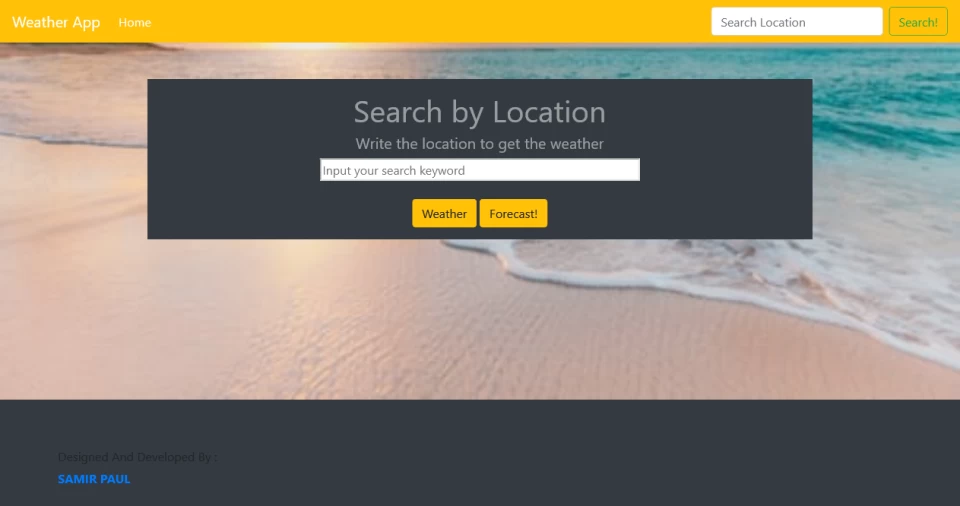 Weather App Home Search Location Search!
Search by Location
Write the location to get the weather
Input your search keyword
Weather Forecast!
Designed And Developed By :
SAMIR PAUL